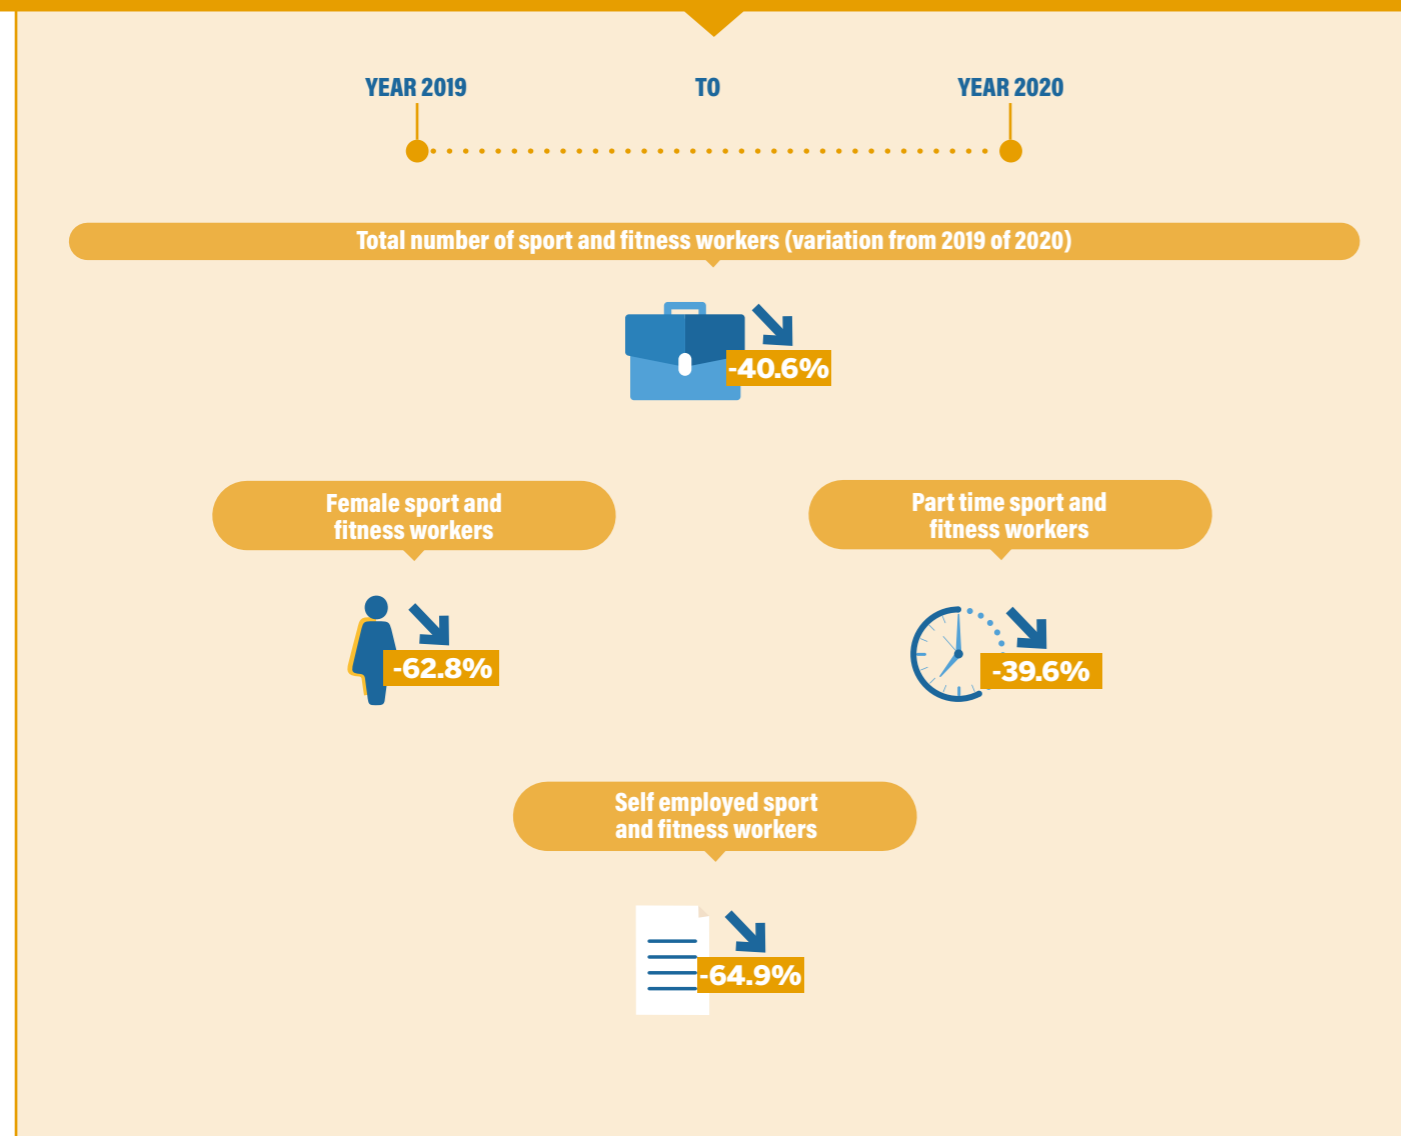 YEAR 2019 TO YEAR 2020
Total number of sport and fitness workers (variation from 2019 of 2020)
-40.6%
Female sport and
fitness workers
-62.8%
Part time sport and
fitness workers
-39.6%
Self employed sport
and fitness workers
-64.9%